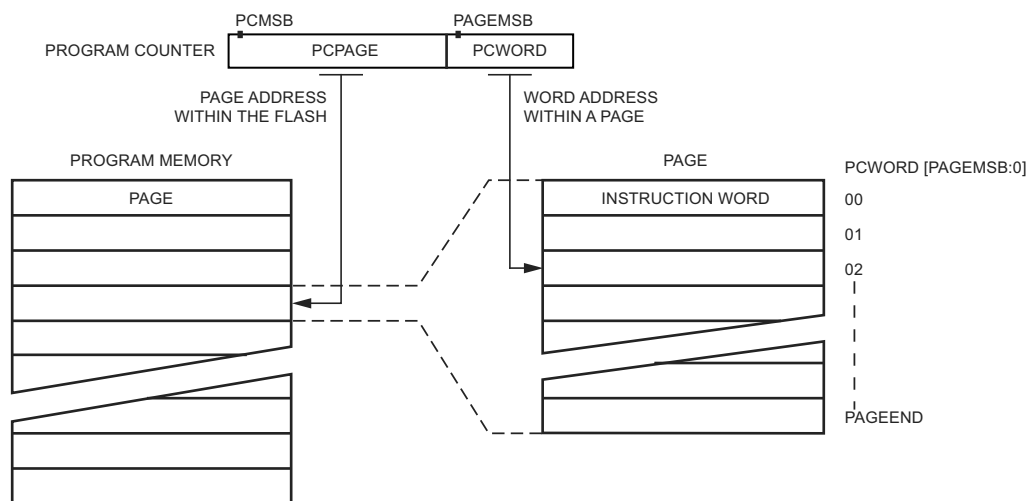 PCMSB PAGEMSB
PROGRAM COUNTER PCPAGE PCWORD
PAGE ADDRESS
WITHIN THE FLASH
WORD ADDRESS
WITHIN A PAGE
PROGRAM MEMORY
PAGE
PAGE
INSTRUCTION WORD
PCWORD [PAGEMSB:0]
00
01
02
PAGEEND